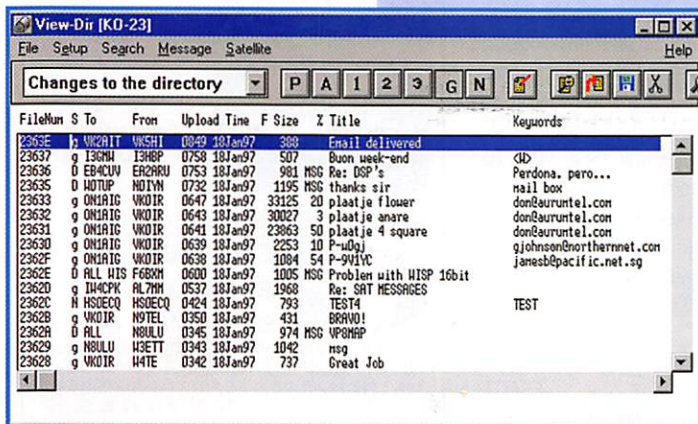 View-Dir [KO-23]
File Setup Search Message Satellite Help
Changes to the directory P A 1 2 3 G N
FileNum S To From Upload Time F Size % Title Keywords
2363E g VK2AIT VK5HI 0849 18Jan97 388 Email delivered
23637 g I3GMW I3HBP 0758 18Jan97 507 Buon week-end <W>
23636 D EB4CUV EA2ARU 0753 18Jan97 981 MSG Re: DSP's Perdona. pero...
23635 D WOTUP NOIYN 0732 18Jan97 1195 MSG thanks sir mail box
23633 g ON1AIG VK0IR 0647 18Jan97 33125 20 plaatje flower don@aurumtel.com
23632 g ON1AIG VK0IR 0643 18Jan97 30027 3 plaatje anare don@aurumtel.com
23631 g ON1AIG VK0IR 0641 18Jan97 23863 50 plaatje 4 square don@aurumtel.com
23630 g ON1AIG VK0IR 0639 18Jan97 2253 10 P-w0gj gjohnson@northernnet.com
2362F g ON1AIG VK0IR 0638 18Jan97 1084 54 P-9V1YC jamesb@pacific.net.sg
2362E D ALL WIS F6BXM 0600 18Jan97 1005 MSG Problem with WISP 16bit
2362D g IW4CPK AL7MM 0537 18Jan97 1968 Re: SAT MESSAGES
2362C N HS0ECQ HS0ECQ 0424 18Jan97 793 TEST4 TEST
2362B g VK0IR N9TEL 0350 18Jan97 431 BRAVO!
2362A D ALL N8ULU 0345 18Jan97 974 MSG VP8MAP
23629 g N8ULU W3ETT 0343 18Jan97 1042 msg
23628 g VK0IR W4TE 0342 18Jan97 737 Great Job